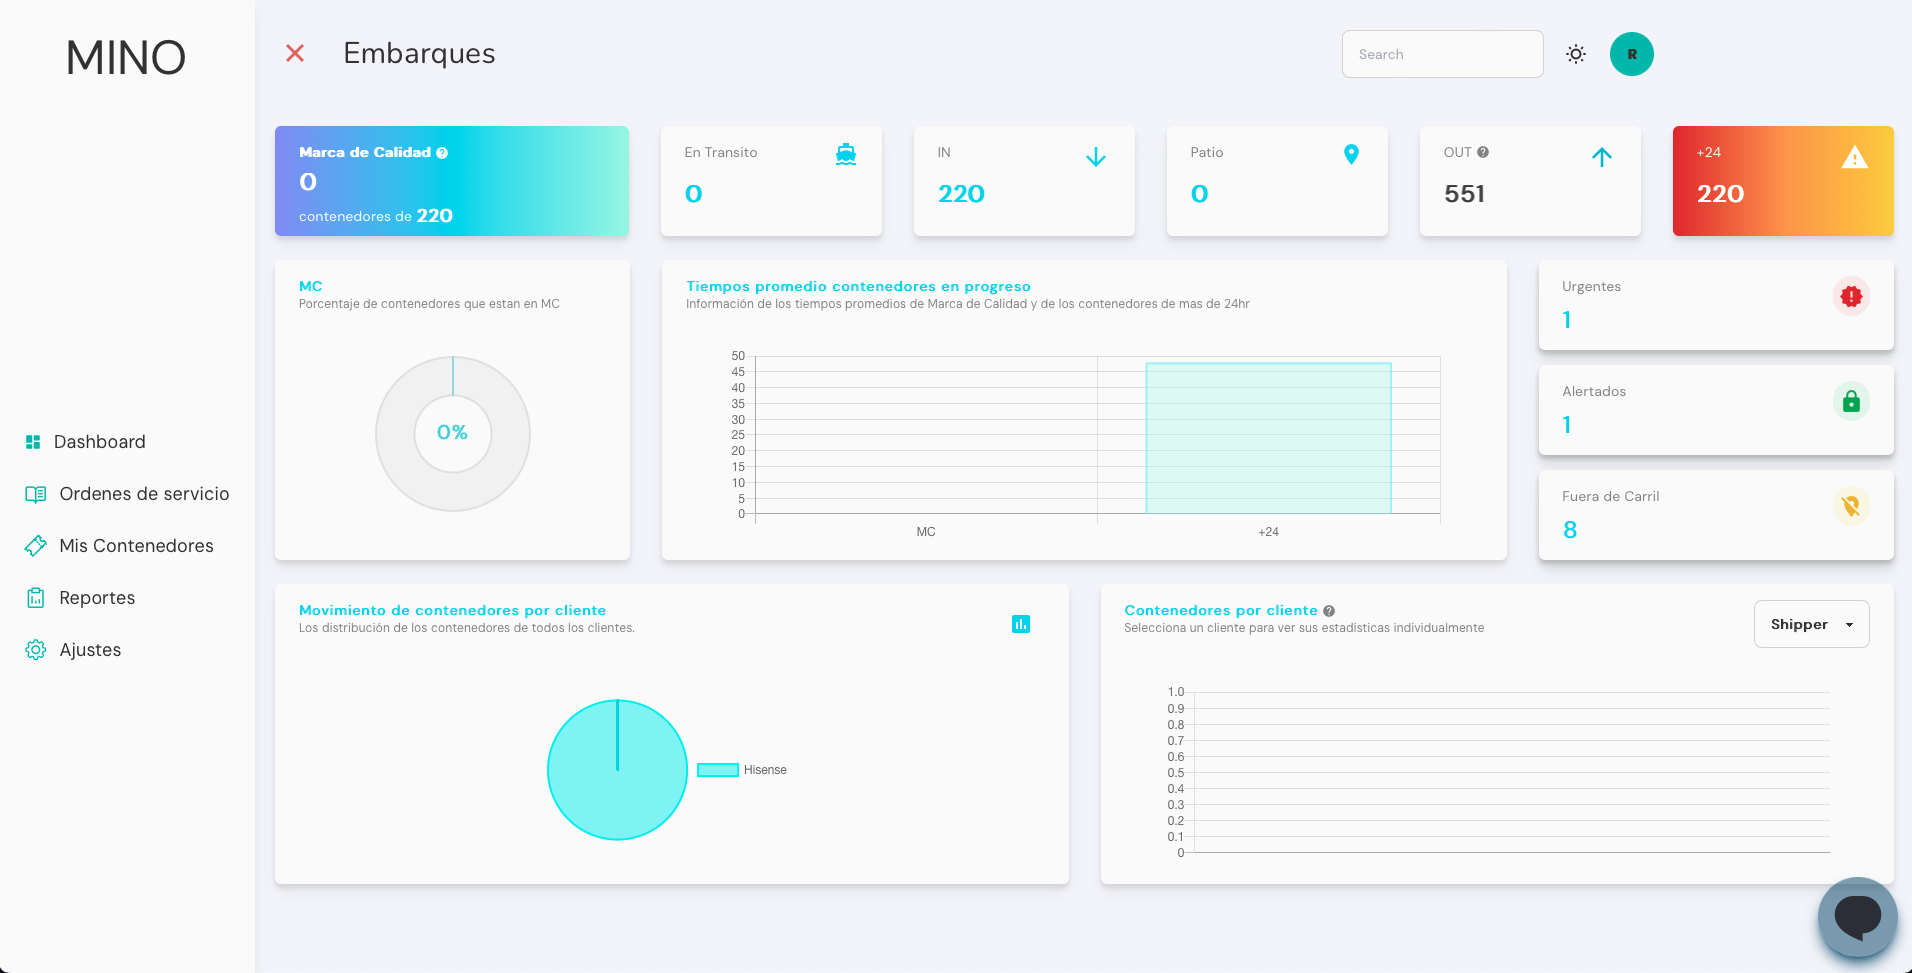 MINO
Embarques
Search
R
Dashboard
Ordenes de servicio
Mis Contenedores
Reportes
Ajustes
Marca de Calidad ?
0
contenedores de 220
En Transito
0
IN
220
Patio
0
OUT ?
551
+24
220
MC
Porcentaje de contenedores que estan en MC
0%
Tiempos promedio contenedores en progreso
Información de los tiempos promedios de Marca de Calidad y de los contenedores de mas de 24hr
50
45
40
35
30
25
20
15
10
5
0
MC
+24
Urgentes
1
Alertados
1
Fuera de Carril
8
Movimiento de contenedores por cliente
Los distribución de los contenedores de todos los clientes.
Hisense
Contenedores por cliente ?
Selecciona un cliente para ver sus estadísticas individualmente
Shipper
1.0
0.9
0.8
0.7
0.6
0.5
0.4
0.3
0.2
0.1
0